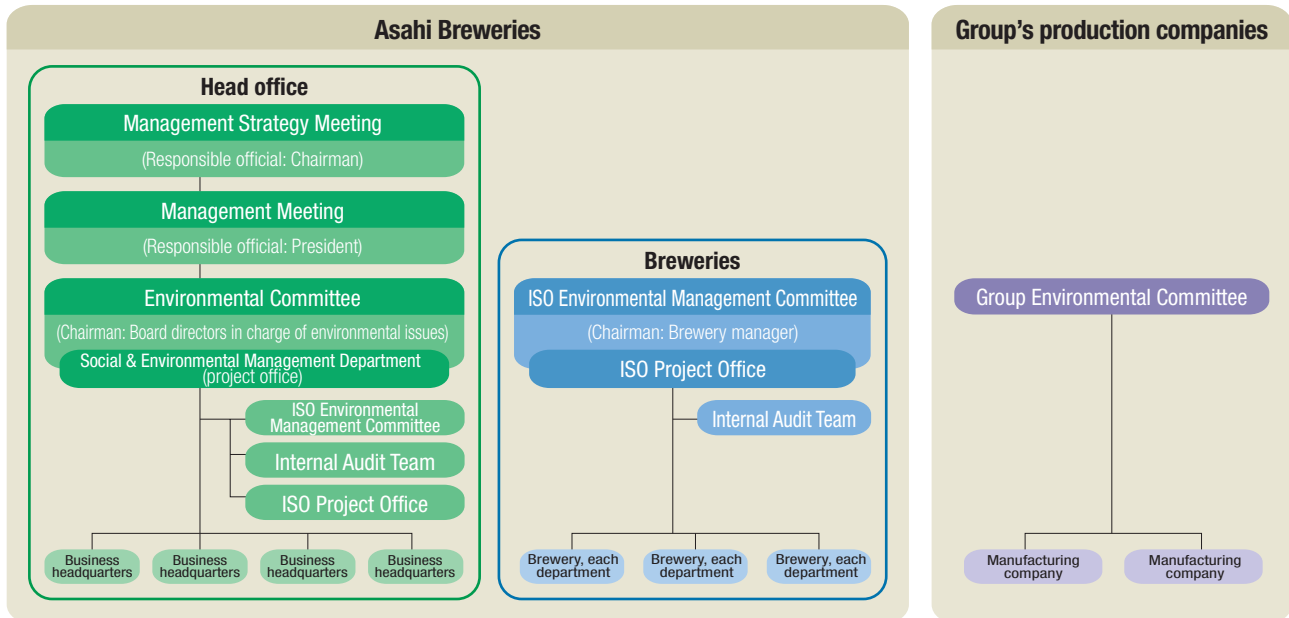 Asahi Breweries
Head office
Management Strategy Meeting
(Responsible official: Chairman)
Management Meeting
(Responsible official: President)
Environmental Committee
(Chairman: Board directors in charge of environmental issues)
Social & Environmental Management Department
(project office)
ISO Environmental
Management Committee
Internal Audit Team
ISO Project Office
Business
headquarters
Business
headquarters
Business
headquarters
Business
headquarters
Breweries
ISO Environmental Management Committee
(Chairman: Brewery manager)
ISO Project Office
Internal Audit Team
Brewery, each
department
Brewery, each
department
Brewery, each
department
Group's production companies
Group Environmental Committee
Manufacturing
company
Manufacturing
company